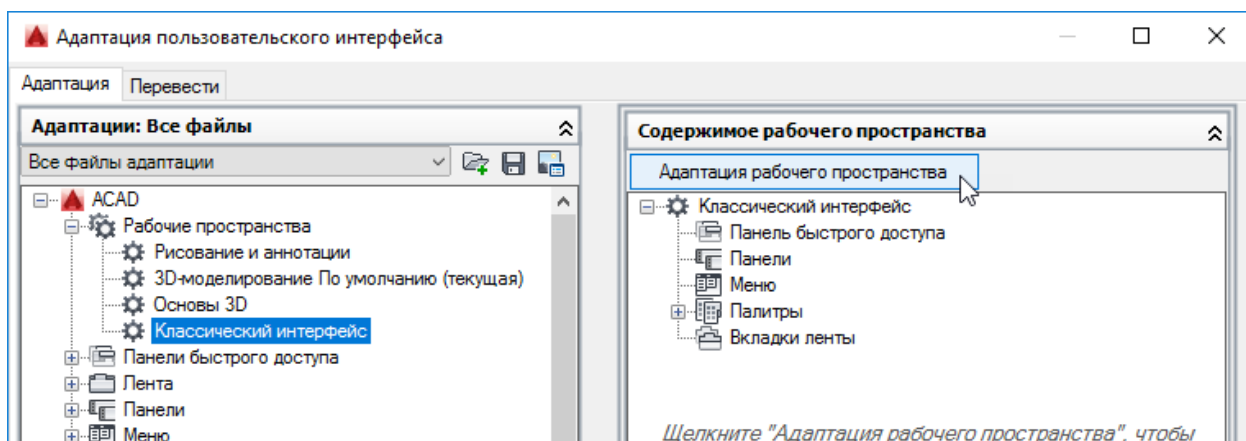 Адаптация пользовательского интерфейса
Адаптация Перевести
Адаптации: Все файлы
Все файлы адаптации
ACAD
Рабочие пространства
Рисование и аннотации
3D-моделирование По умолчанию (текущая)
Основы 3D
Классический интерфейс
Панели быстрого доступа
Лента
Панели
Меню
Содержимое рабочего пространства
Адаптация рабочего пространства
Классический интерфейс
Панель быстрого доступа
Панели
Меню
Палитры
Вкладки ленты
Щелкните "Адаптация рабочего пространства", чтобы